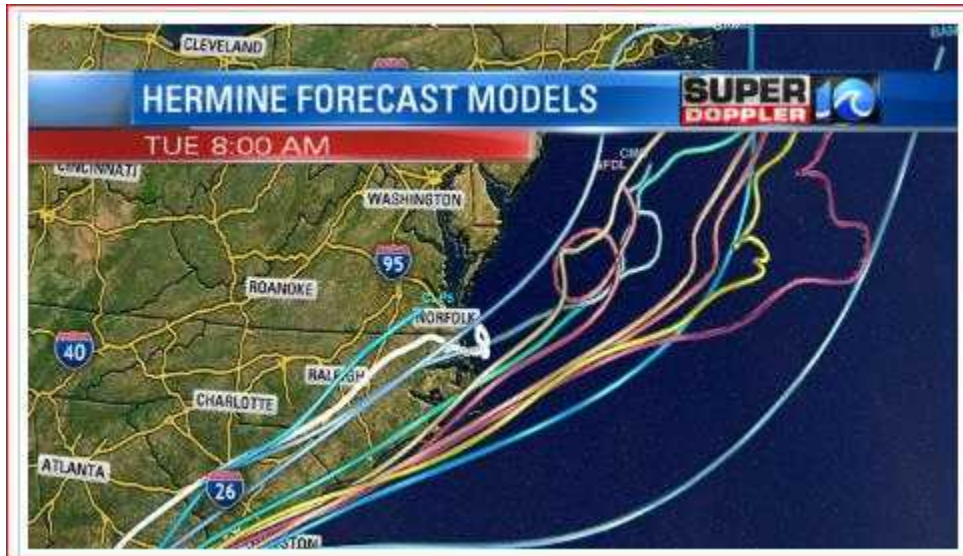 CLEVELAND
HERMINE FORECAST MODELS
SUPER
DOPPLER 10
TUE 8:00 AM
CINCINNATI
WASHINGTON
95
ROANOKE
NORFOLK
40
RALEIGH
CHARLOTTE
ATLANTA
26